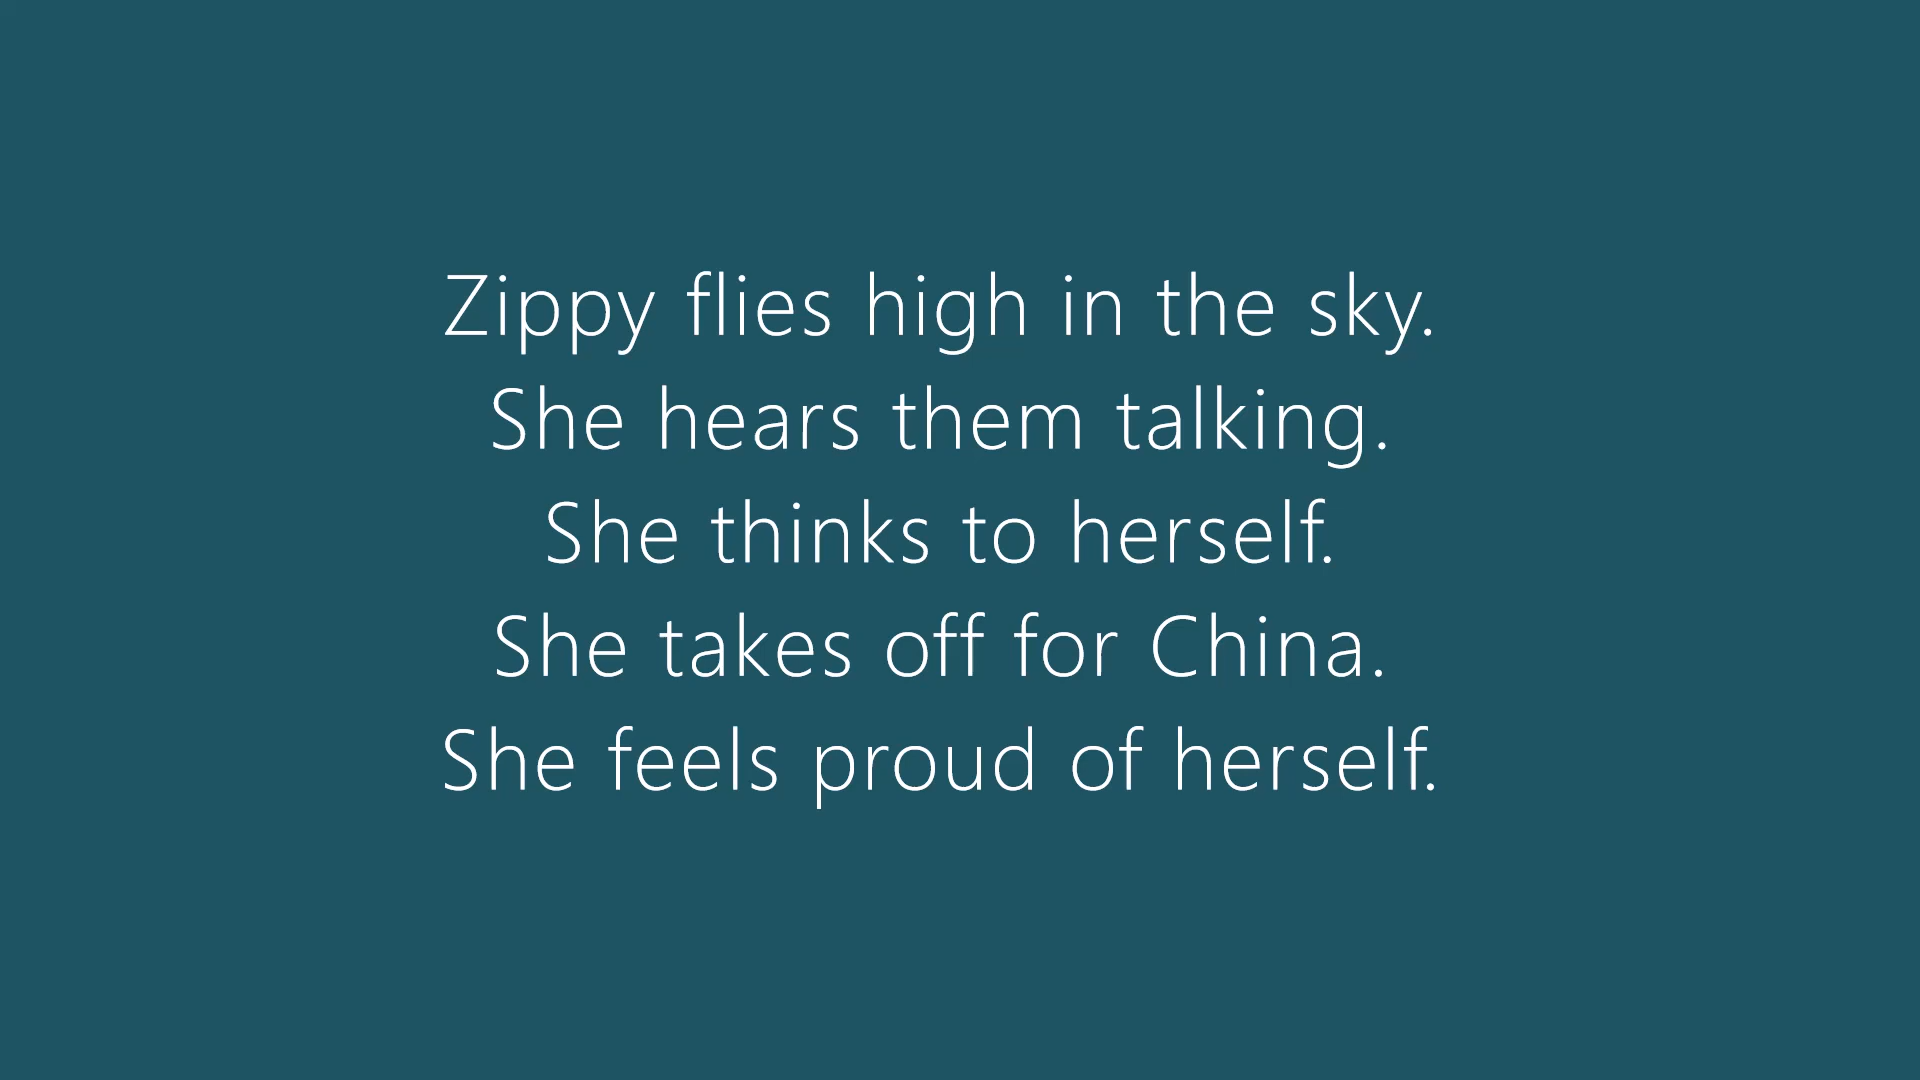 Zippy flies high in the sky.
She hears them talking.
She thinks to herself.
She takes off for China.
She feels proud of herself.